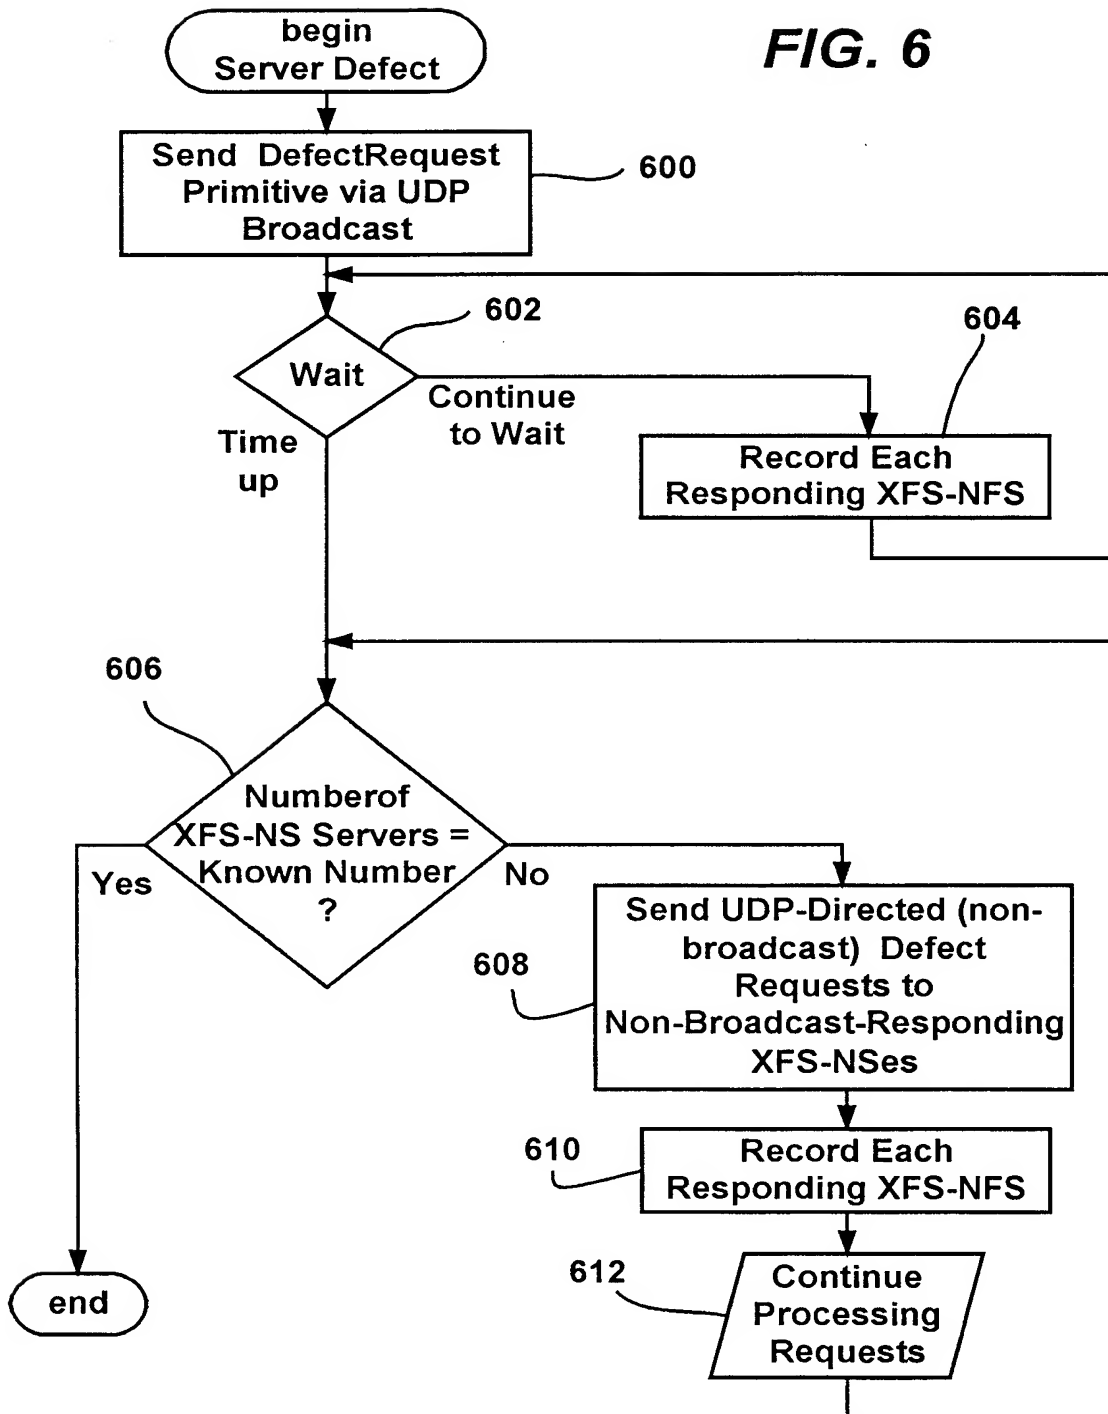 begin
Server Defect
FIG. 6
Send DefectRequest
Primitive via UDP
Broadcast
600
602
Wait
Continue
to Wait
Time
up
604
Record Each
Responding XFS-NFS
606
Numberof
XFS-NS Servers =
Known Number
?
Yes
No
Send UDP-Directed (non-
broadcast) Defect
Requests to
Non-Broadcast-Responding
XFS-NSes
608
610
Record Each
Responding XFS-NFS
612
Continue
Processing
Requests
end